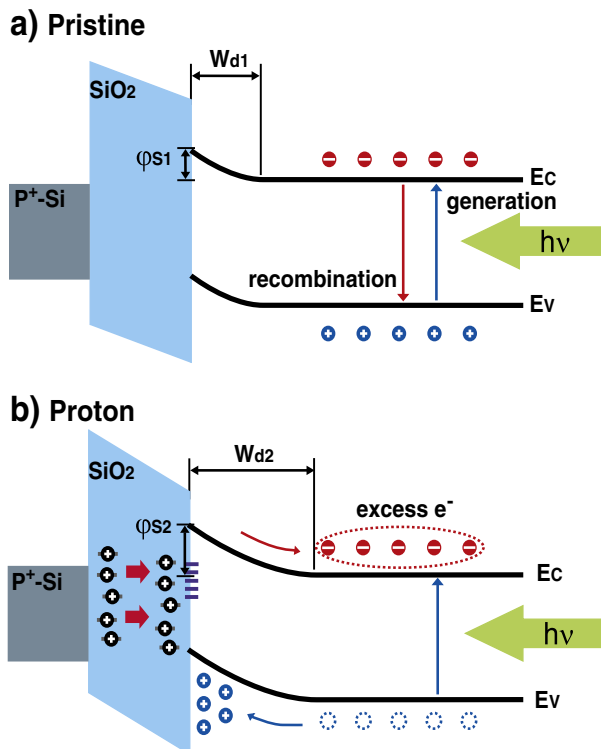 a) Pristine
Wd1
SiO2
φS1
P+-Si
EC
generation
hν
recombination
EV
b) Proton
Wd2
SiO2
excess e-
φS2
P+-Si
EC
hν
EV